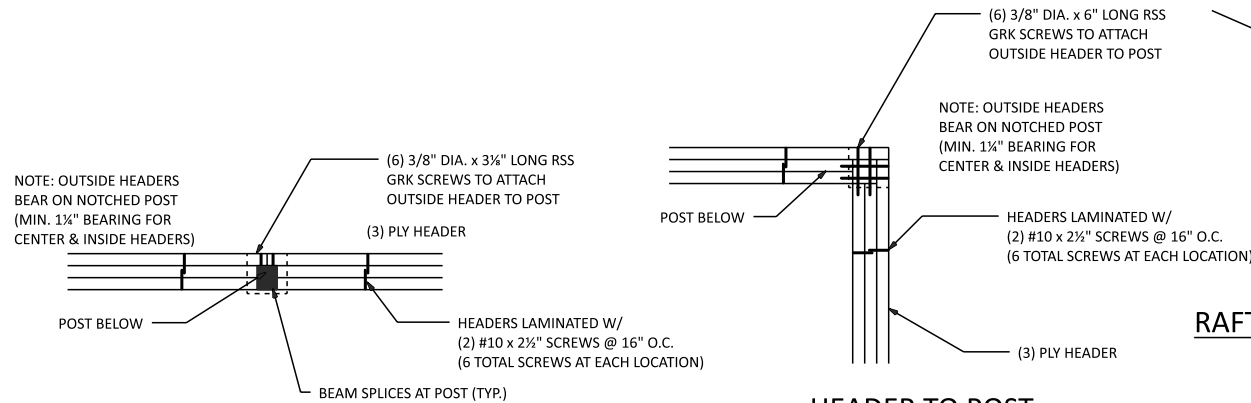 NOTE: OUTSIDE HEADERS
BEAR ON NOTCHED POST
(MIN. 1¼" BEARING FOR
CENTER & INSIDE HEADERS)
(6) 3/8" DIA. x 3⅛" LONG RSS
GRK SCREWS TO ATTACH
OUTSIDE HEADER TO POST
(3) PLY HEADER
POST BELOW
HEADERS LAMINATED W/
(2) #10 x 2½" SCREWS @ 16" O.C.
(6 TOTAL SCREWS AT EACH LOCATION)
BEAM SPLICES AT POST (TYP.)
(6) 3/8" DIA. x 6" LONG RSS
GRK SCREWS TO ATTACH
OUTSIDE HEADER TO POST
NOTE: OUTSIDE HEADERS
BEAR ON NOTCHED POST
(MIN. 1¼" BEARING FOR
CENTER & INSIDE HEADERS)
POST BELOW
HEADERS LAMINATED W/
(2) #10 x 2½" SCREWS @ 16" O.C.
(6 TOTAL SCREWS AT EACH LOCATION)
(3) PLY HEADER
RAFT
HEADER TO POST